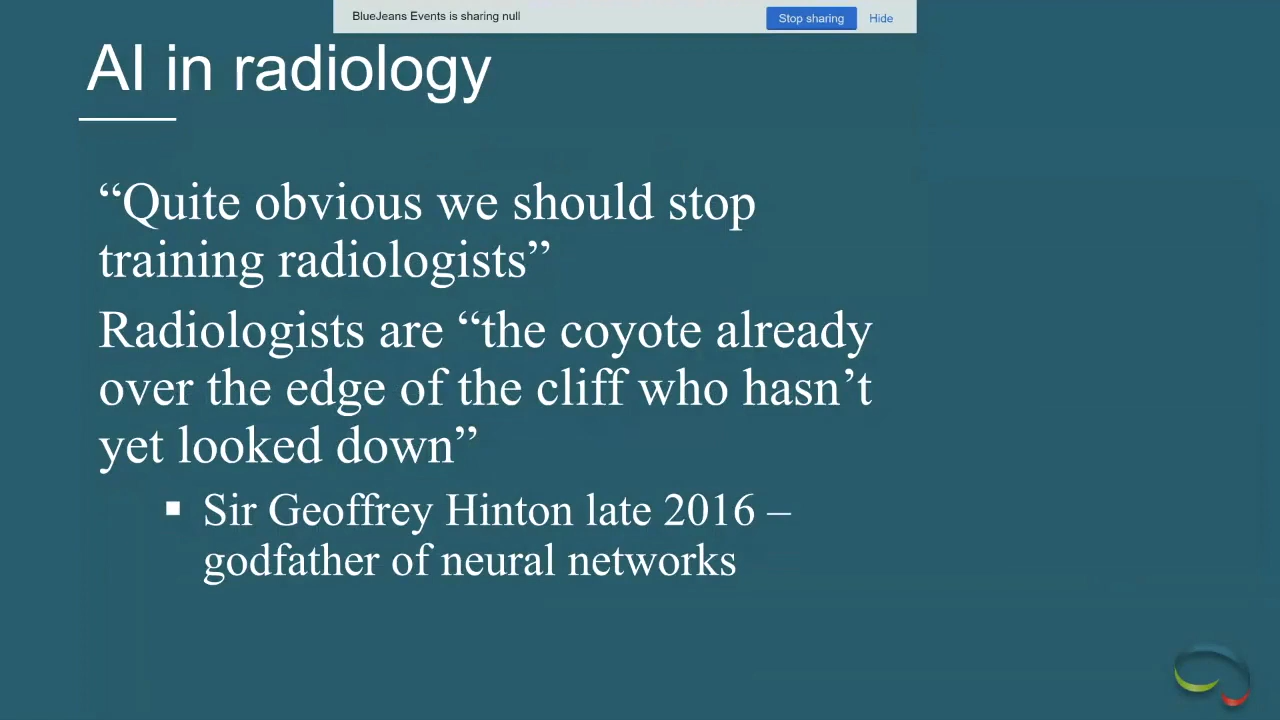 BlueJeans Events is sharing null
Stop sharing
Hide
AI in radiology
“Quite obvious we should stop
training radiologists”
Radiologists are “the coyote already
over the edge of the cliff who hasn’t
yet looked down”
▪ Sir Geoffrey Hinton late 2016 –
godfather of neural networks